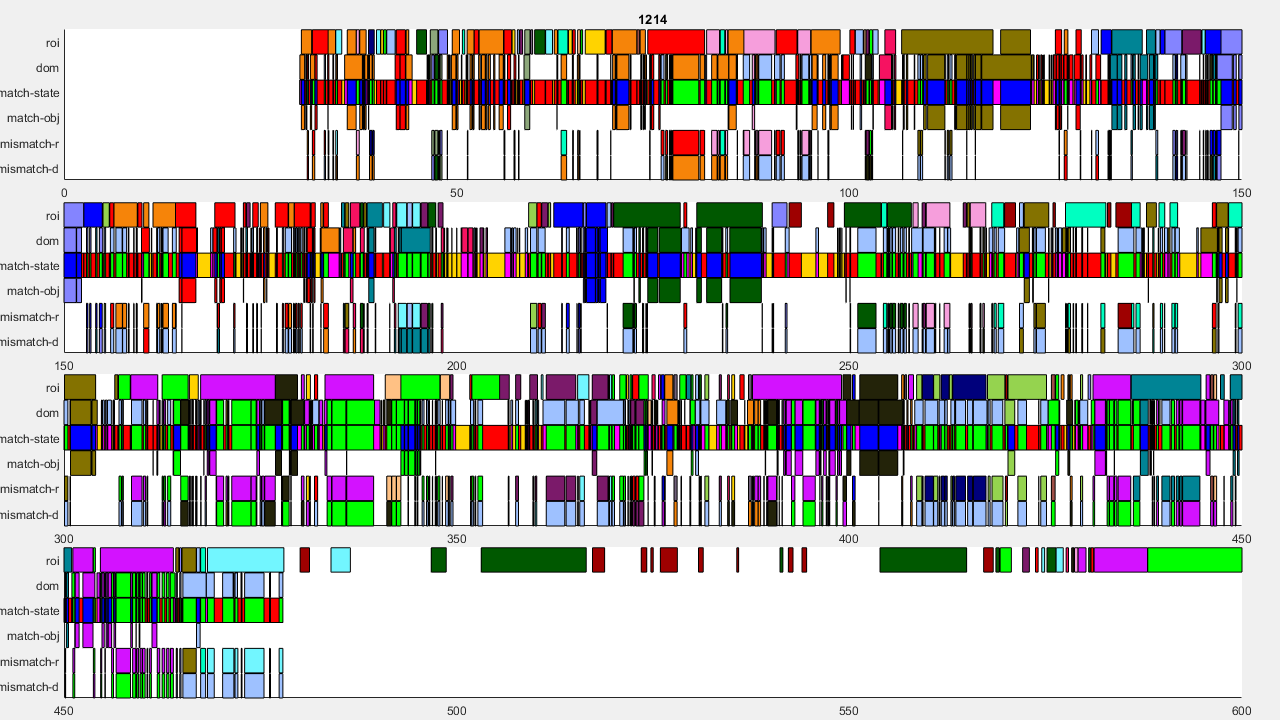 1214
roi
dom
match-state
match-obj
mismatch-r
mismatch-d
0 50 100 150
roi
dom
match-state
match-obj
mismatch-r
mismatch-d
150 200 250 300
roi
dom
match-state
match-obj
mismatch-r
mismatch-d
300 350 400 450
roi
dom
match-state
match-obj
mismatch-r
mismatch-d
450 500 550 600